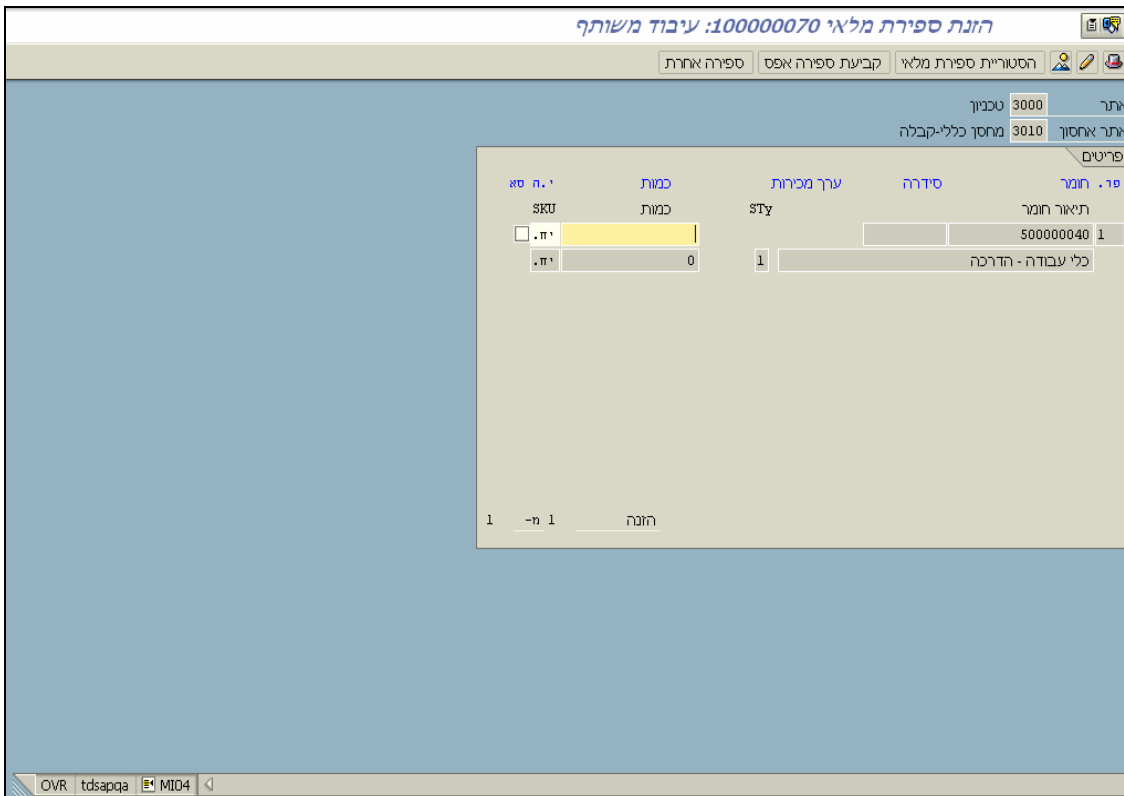 הזנת ספירת מלאי 100000070: עיבוד משותף
הסטוריית ספירת מלאי קביעת ספירה אפס ספירה אחרת
אתר 3000 טכניון
אתר אחסון 3010 מחסן כללי-קבלה
פריטים
פר. חומר סידרה ערך מכירות כמות י.ה סא
תיאור חומר STy כמות SKU
1 500000040 יח.
כלי עבודה - הדרכה 1 0 יח.
הזנה 1 מ- 1
OVR tdsapqa MI04